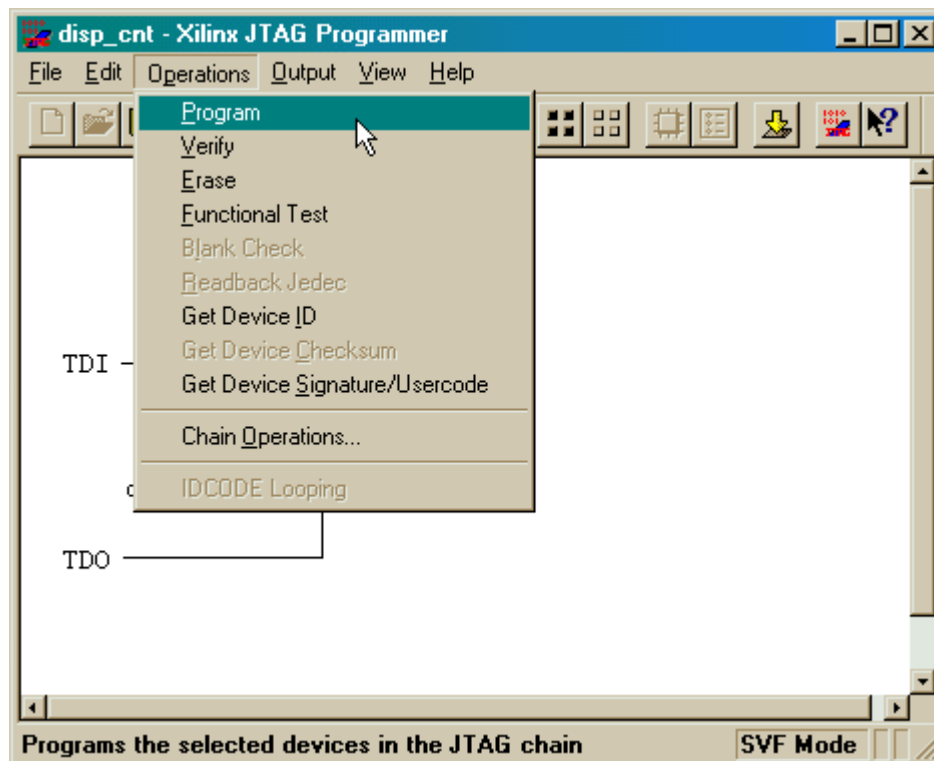 disp_cnt - Xilinx JTAG Programmer
File Edit Operations Output View Help
Program
Verify
Erase
Functional Test
Blank Check
Readback Jedec
Get Device ID
Get Device Checksum
TDI
Get Device Signature/Usercode
Chain Operations...
IDCODE Looping
TDO
Programs the selected devices in the JTAG chain SVF Mode